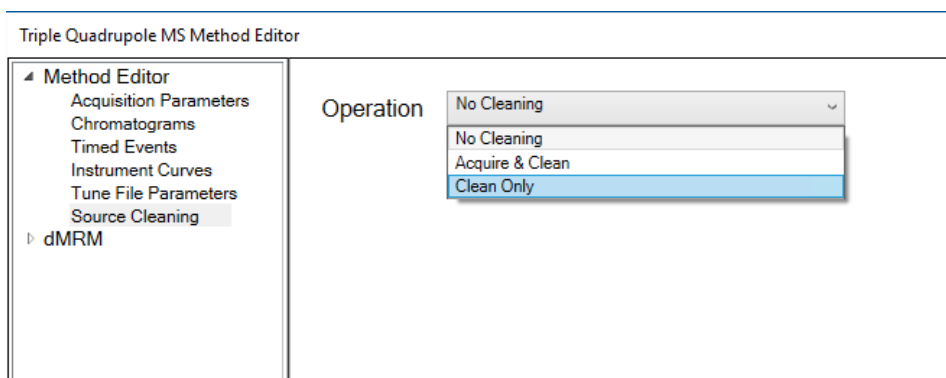 Triple Quadrupole MS Method Editor
Method Editor
Acquisition Parameters
Chromatograms
Timed Events
Instrument Curves
Tune File Parameters
Source Cleaning
dMRM
Operation
No Cleaning
No Cleaning
Acquire & Clean
Clean Only